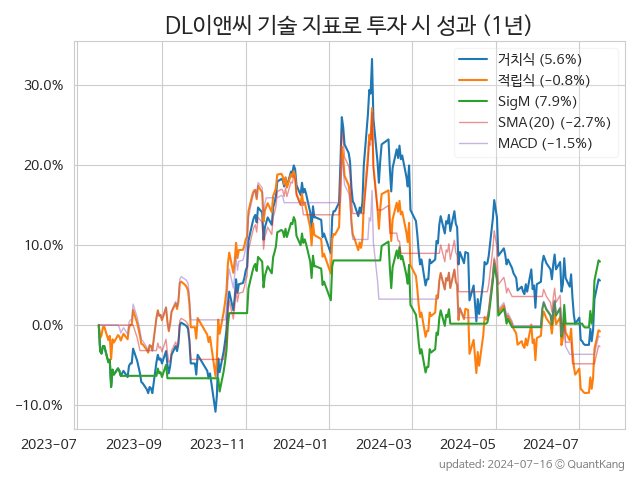 DL이앤씨 기술 지표로 투자 시 성과 (1년)
거치식 (5.6%)
적립식 (−0.8%)
SigM (7.9%)
SMA(20) (−2.7%)
MACD (−1.5%)
30.0%
20.0%
10.0%
0.0%
−10.0%
2023-07 2023-09 2023-11 2024-01 2024-03 2024-05 2024-07
updated: 2024-07-16 © QuantKang